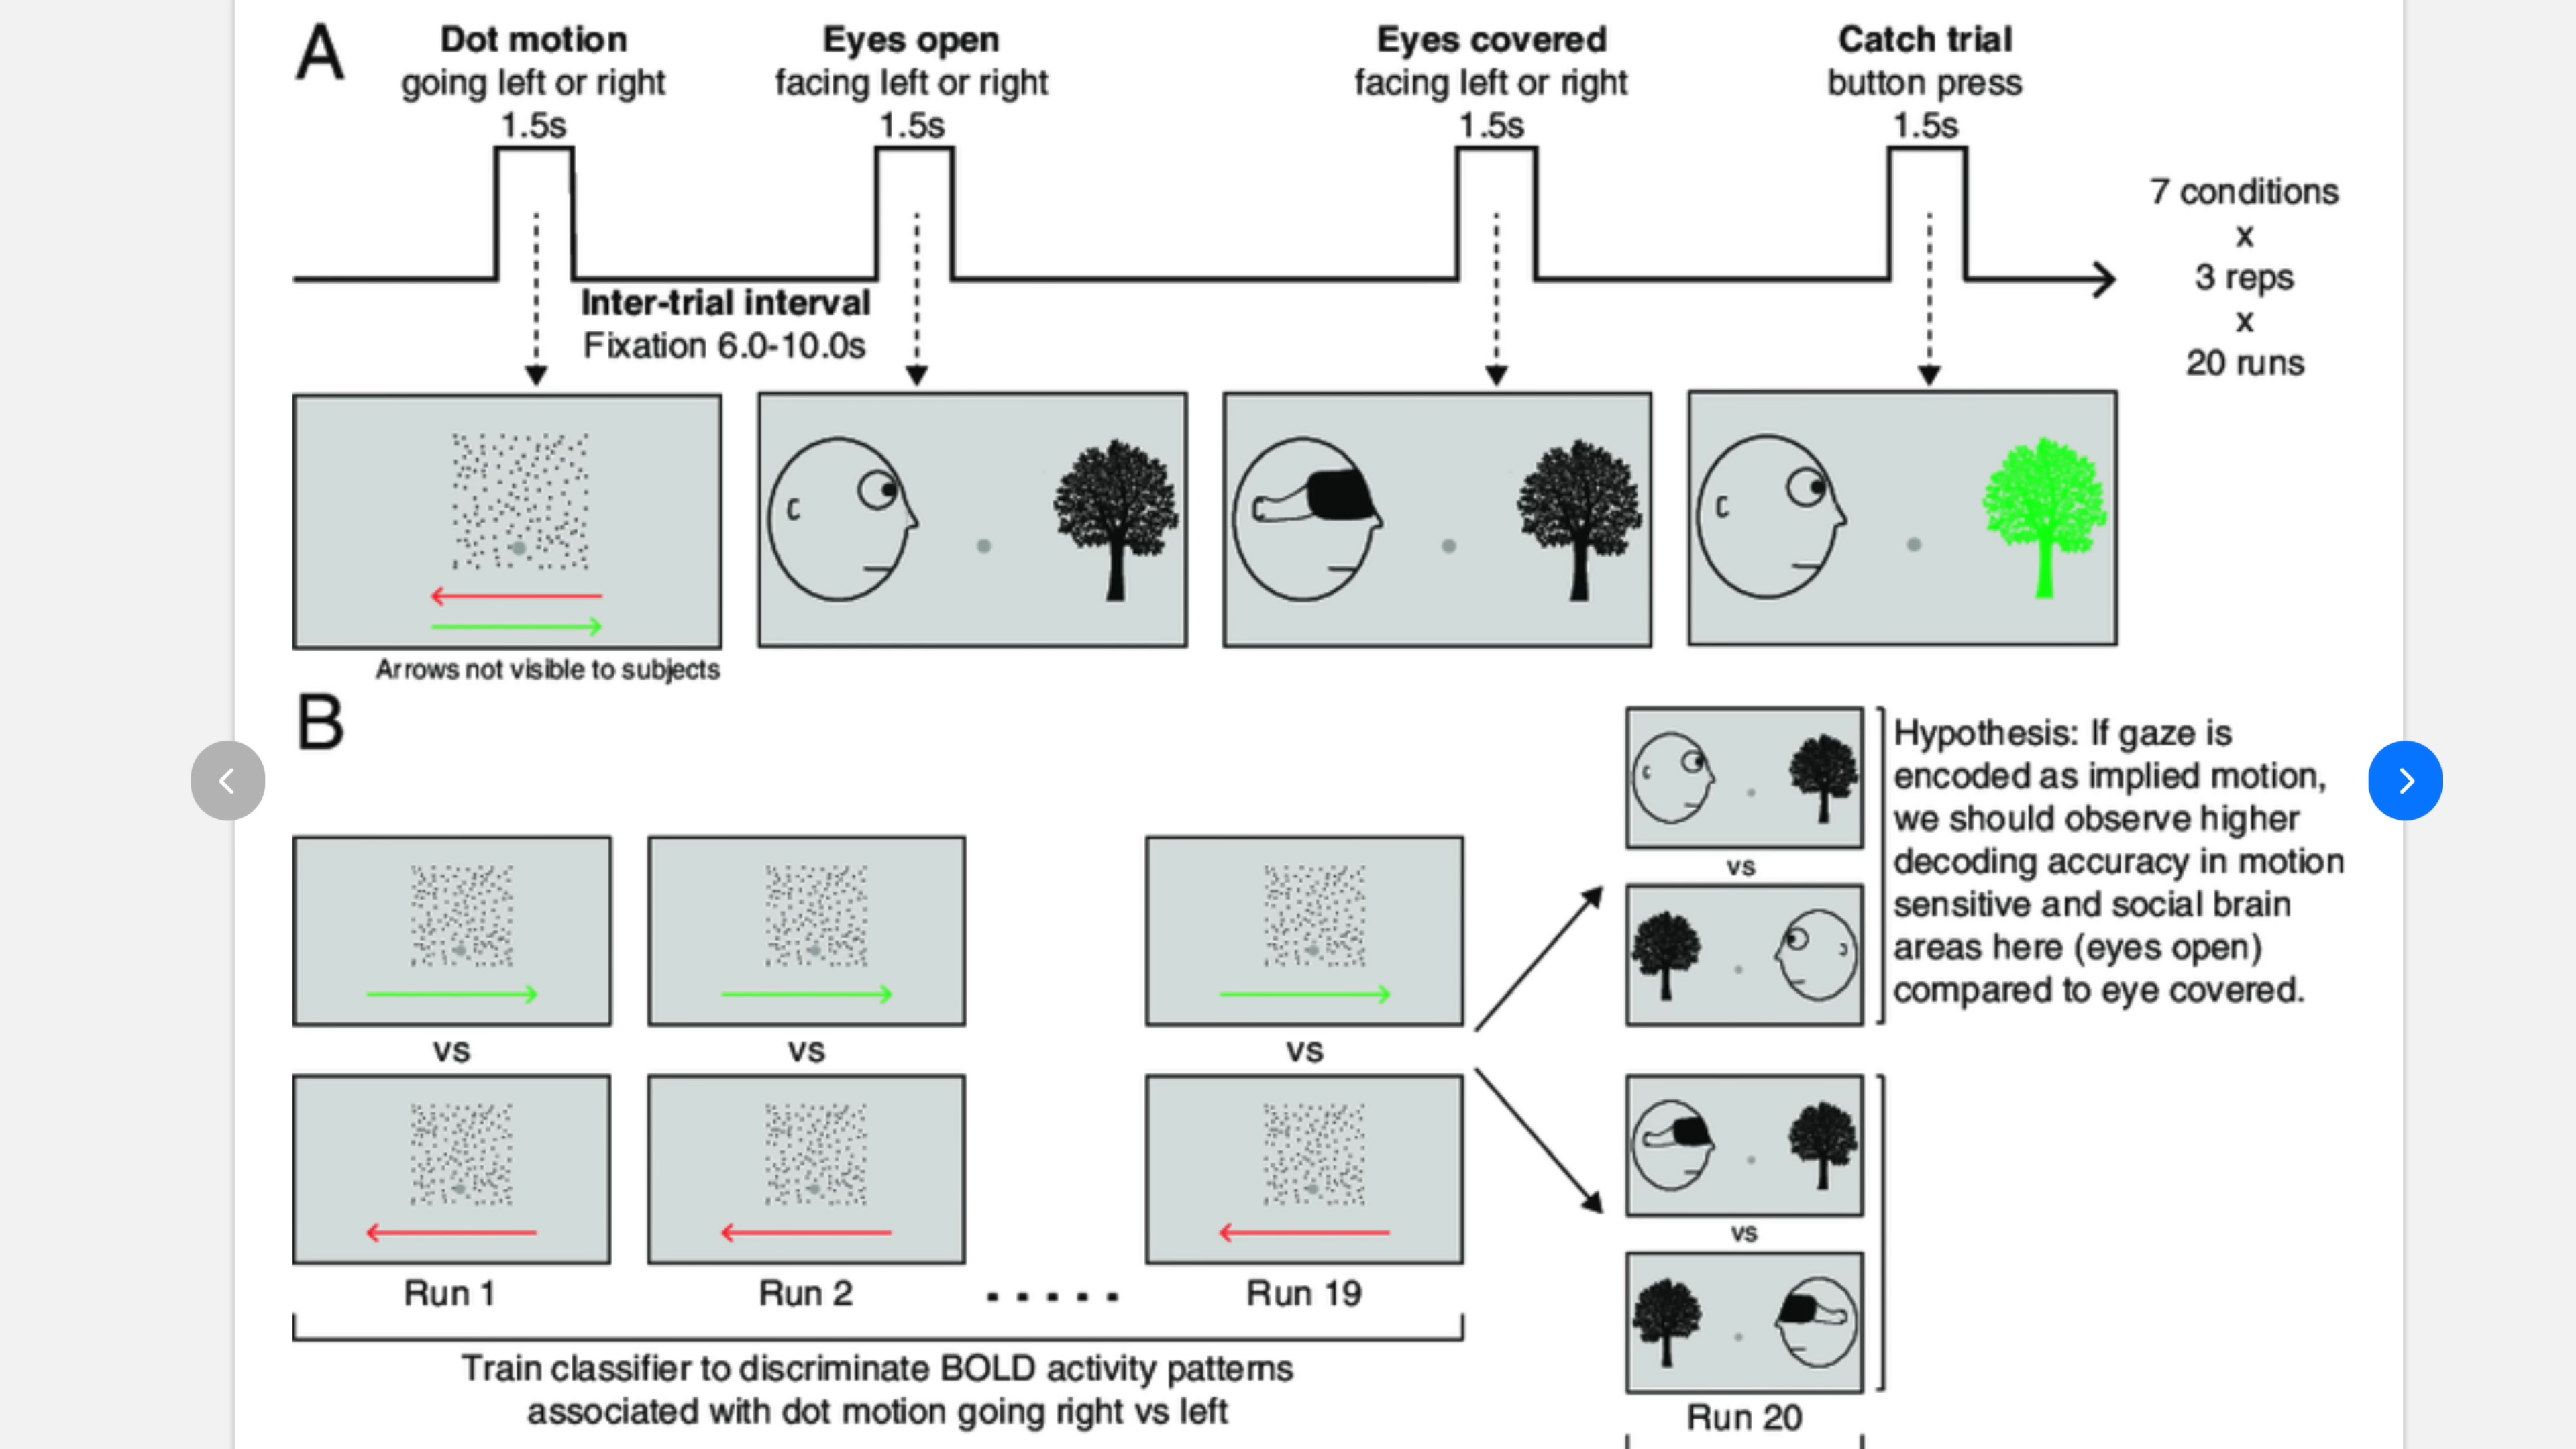 A
Dot motion
going left or right
1.5s
Eyes open
facing left or right
1.5s
Eyes covered
facing left or right
1.5s
Catch trial
button press
1.5s
7 conditions
x
3 reps
x
20 runs
Inter-trial interval
Fixation 6.0-10.0s
Arrows not visible to subjects
B
vs
vs
vs
Run 1
Run 2
.....
Run 19
Train classifier to discriminate BOLD activity patterns
associated with dot motion going right vs left
vs
vs
Run 20
Hypothesis: If gaze is
encoded as implied motion,
we should observe higher
decoding accuracy in motion
sensitive and social brain
areas here (eyes open)
compared to eye covered.